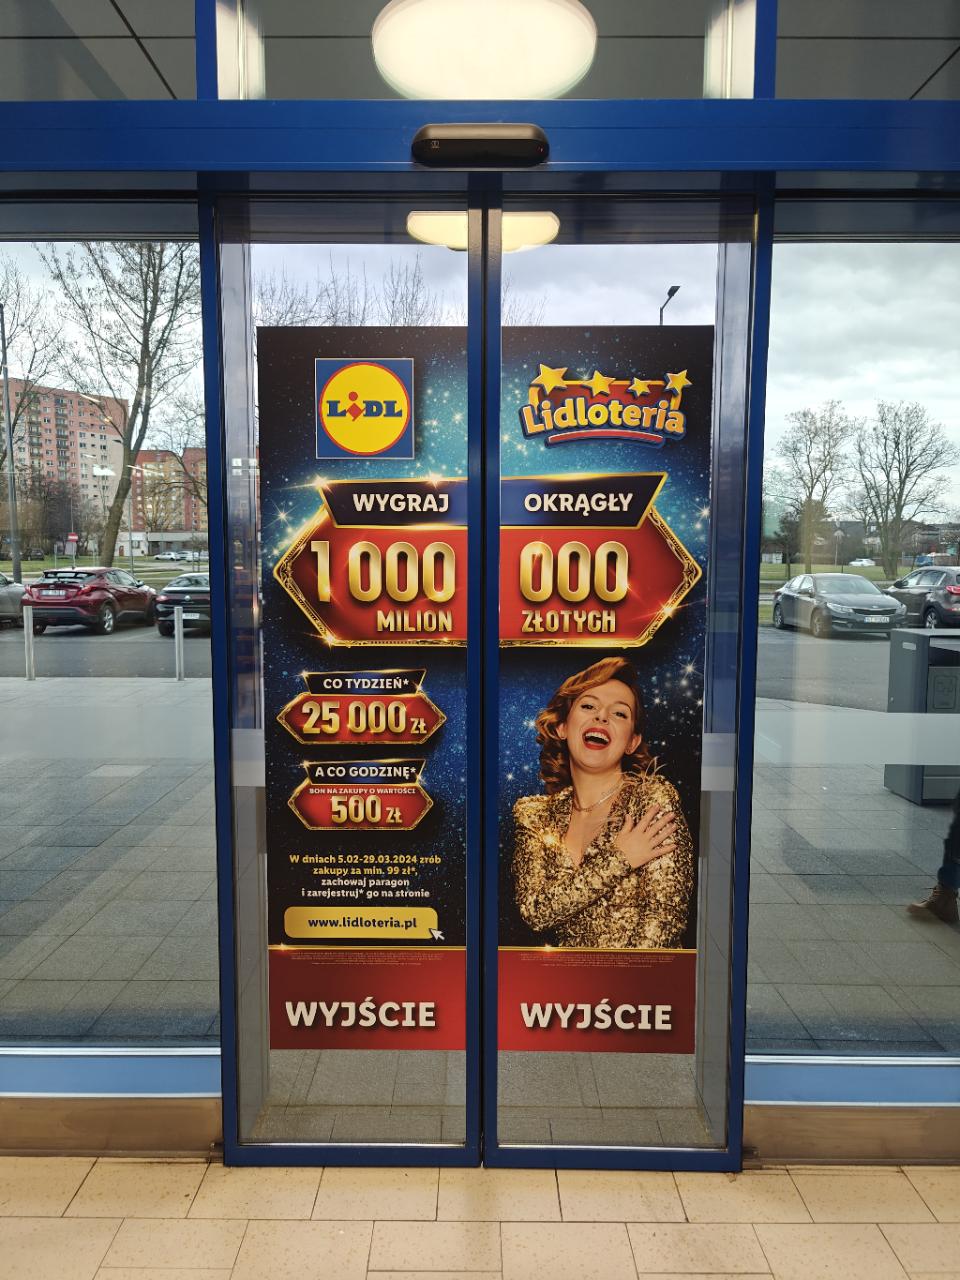 LiDL
Lidloteria
WYGRAJ OKRĄGŁY
1 000 000
MILION ZŁOTYCH
CO TYDZIEŃ*
25 000 ZŁ
A CO GODZINĘ*
BON NA ZAKUPY O WARTOŚCI
500 ZŁ
W dniach 5.02-29.03.2024 zrób
zakupy za min. 99 zł*,
zachowaj paragon
i zarejestruj* go na stronie
www.lidloteria.pl
WYJŚCIE WYJŚCIE